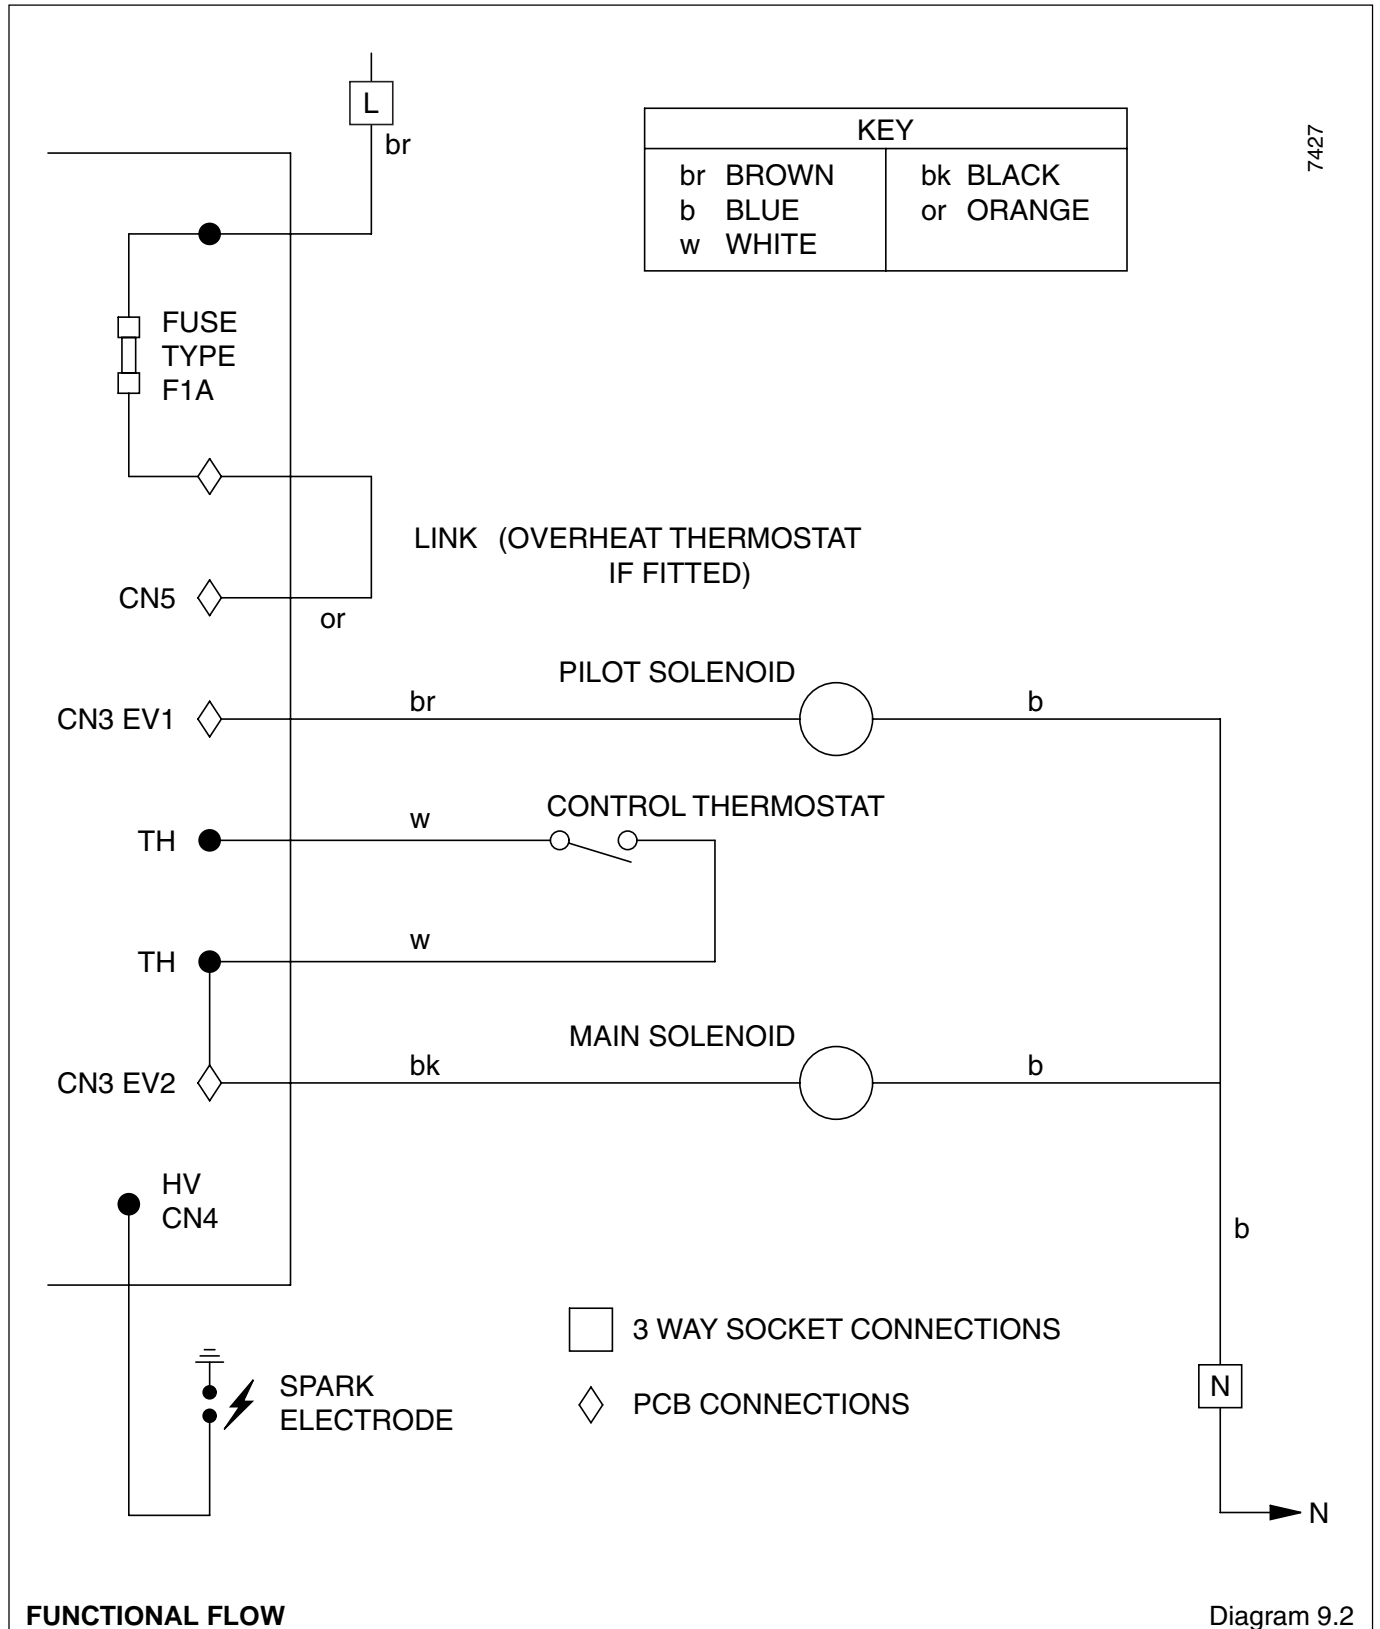 L
br
KEY
br BROWN
b BLUE
w WHITE
bk BLACK
or ORANGE
7427
FUSE
TYPE
F1A
LINK (OVERHEAT THERMOSTAT
IF FITTED)
CN5
or
PILOT SOLENOID
CN3 EV1
br
b
CONTROL THERMOSTAT
TH
w
TH
w
MAIN SOLENOID
CN3 EV2
bk
b
HV
CN4
b
3 WAY SOCKET CONNECTIONS
SPARK
ELECTRODE
PCB CONNECTIONS
N
N
FUNCTIONAL FLOW
Diagram 9.2